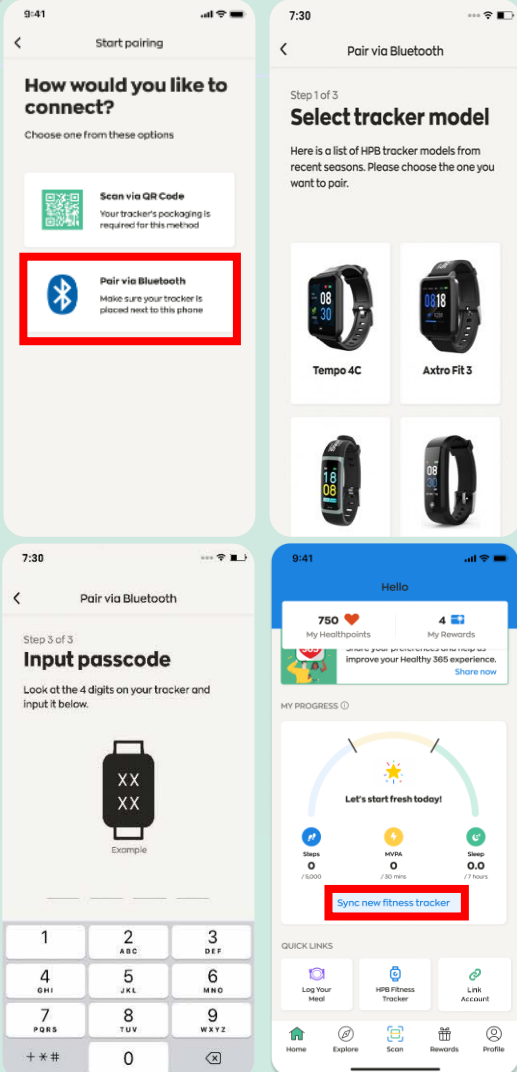 9:41
Start pairing
How would you like to
connect?
Choose one from these options
Scan via QR Code
Your tracker's packaging is
required for this method
Pair via Bluetooth
Make sure your tracker is
placed next to this phone
7:30
Pair via Bluetooth
Step 1 of 3
Select tracker model
Here is a list of HPB tracker models from
recent seasons. Please choose the one you
want to pair.
08
30
08 18
Tempo 4C
Axtro Fit 3
18
08
08
30
7:30
Pair via Bluetooth
Step 3 of 3
Input passcode
Look at the 4 digits on your tracker and
input it below.
XX
XX
Example
1
2
ABC
3
DEF
4
GHI
5
JKL
6
MNO
7
PQRS
8
TUV
9
WXYZ
+ * #
0
9:41
Hello
750
My Healthpoints
4
My Rewards
365
share your preferences and help us
improve your Healthy 365 experience.
Share now
MY PROGRESS
Let's start fresh today!
Steps
0
/ 5,000
MVPA
0
/ 30 mins
Sleep
0.0
/ 7 hours
Sync new fitness tracker
QUICK LINKS
Log Your
Meal
HPB Fitness
Tracker
Link
Account
Home
Explore
Scan
Rewards
Profile